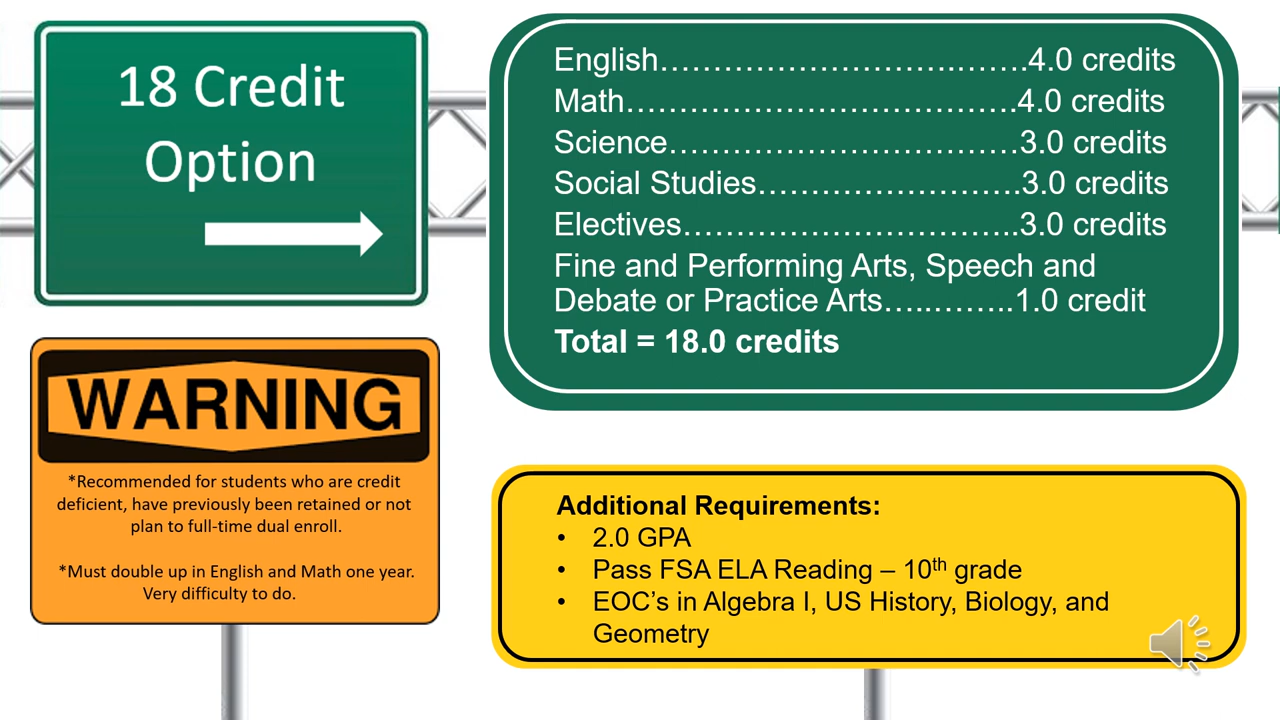 18 Credit
Option
English……………………….…….4.0 credits
Math……………………………….4.0 credits
Science……………………………3.0 credits
Social Studies…………………….3.0 credits
Electives…………………………..3.0 credits
Fine and Performing Arts, Speech and
Debate or Practice Arts…..……..1.0 credit
Total = 18.0 credits
WARNING
*Recommended for students who are credit
deficient, have previously been retained or not
plan to full-time dual enroll.
*Must double up in English and Math one year.
Very difficulty to do.
Additional Requirements:
• 2.0 GPA
• Pass FSA ELA Reading – 10th grade
• EOC’s in Algebra I, US History, Biology, and
Geometry